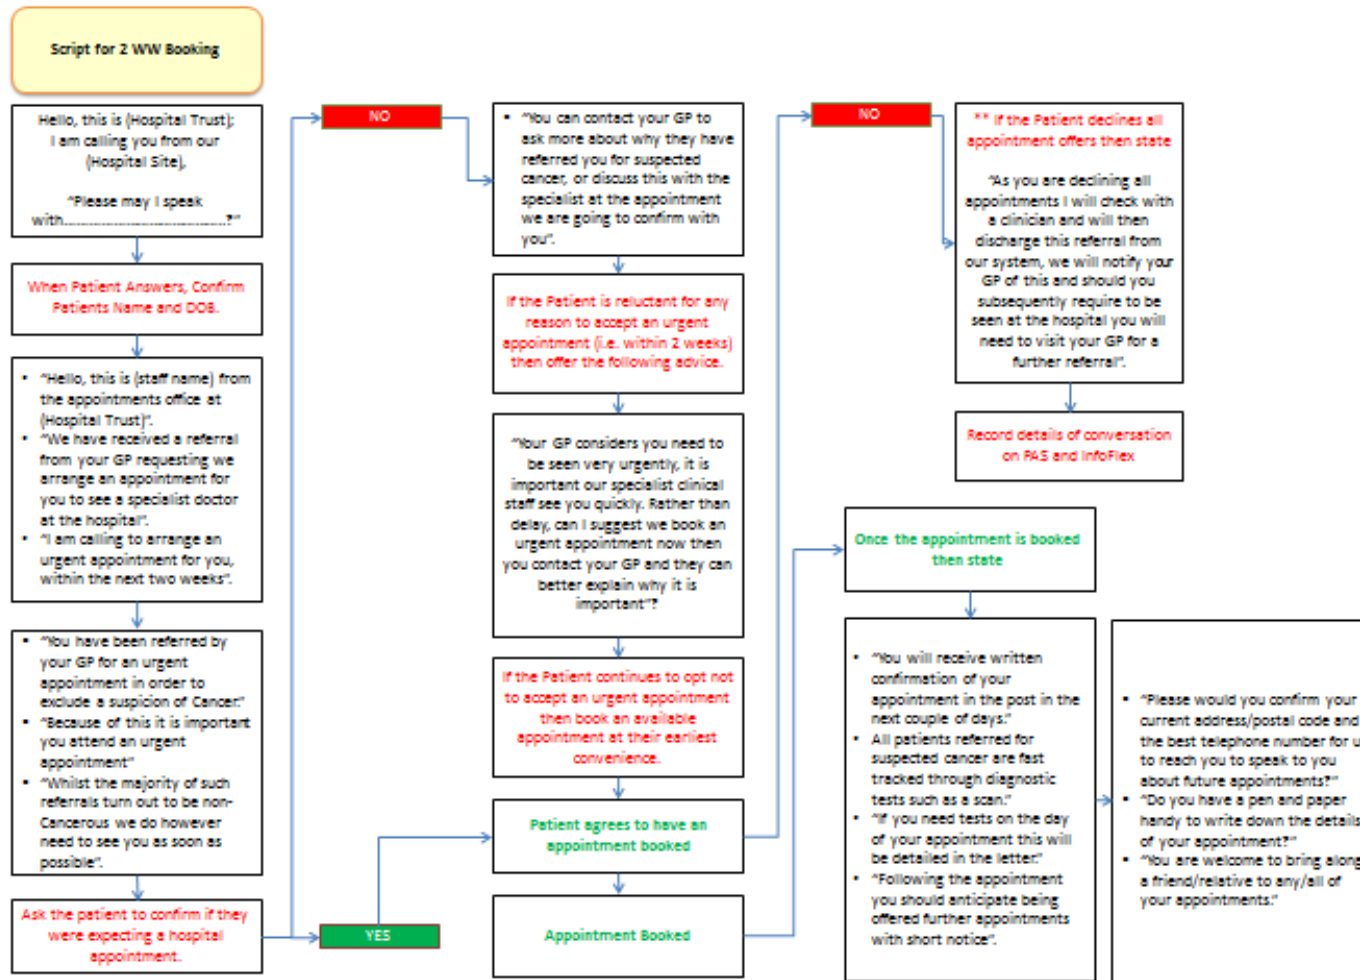 Script for 2 WW Booking
Hello, this is (Hospital Trust);
I am calling you from our
(Hospital Site),
"Please may I speak
with……………………………………?"
When Patient Answers, Confirm
Patients Name and DOB.
▪ "Hello, this is (staff name) from
the appointments office at
(Hospital Trust)".
▪ "We have received a referral
from your GP requesting we
arrange an appointment for
you to see a specialist doctor
at the hospital".
▪ "I am calling to arrange an
urgent appointment for you,
within the next two weeks".
▪ "You have been referred by
your GP for an urgent
appointment in order to
exclude a suspicion of Cancer."
▪ "Because of this it is important
you attend an urgent
appointment"
▪ "Whilst the majority of such
referrals turn out to be non-
Cancerous we do however
need to see you as soon as
possible".
Ask the patient to confirm if they
were expecting a hospital
appointment.
NO
YES
▪ "You can contact your GP to
ask more about why they have
referred you for suspected
cancer, or discuss this with the
specialist at the appointment
we are going to confirm with
you".
If the Patient is reluctant for any
reason to accept an urgent
appointment (i.e. within 2 weeks)
then offer the following advice.
"Your GP considers you need to
be seen very urgently, it is
important our specialist clinical
staff see you quickly. Rather than
delay, can I suggest we book an
urgent appointment now then
you contact your GP and they can
better explain why it is
important"?
If the Patient continues to opt not
to accept an urgent appointment
then book an available
appointment at their earliest
convenience.
Patient agrees to have an
appointment booked
Appointment Booked
NO
** If the Patient declines all
appointment offers then state
"As you are declining all
appointments I will check with
a clinician and will then
discharge this referral from
our system, we will notify your
GP of this and should you
subsequently require to be
seen at the hospital you will
need to visit your GP for a
further referral".
Record details of conversation
on PAS and InfoFlex
Once the appointment is booked
then state
▪ "You will receive written
confirmation of your
appointment in the post in the
next couple of days."
▪ All patients referred for
suspected cancer are fast
tracked through diagnostic
tests such as a scan."
▪ "If you need tests on the day
of your appointment this will
be detailed in the letter."
▪ "Following the appointment
you should anticipate being
offered further appointments
with short notice".
▪ "Please would you confirm your
current address/postal code and
the best telephone number for u
to reach you to speak to you
about future appointments?"
▪ "Do you have a pen and paper
handy to write down the details
of your appointment?"
▪ "You are welcome to bring along
a friend/relative to any/all of
your appointments."